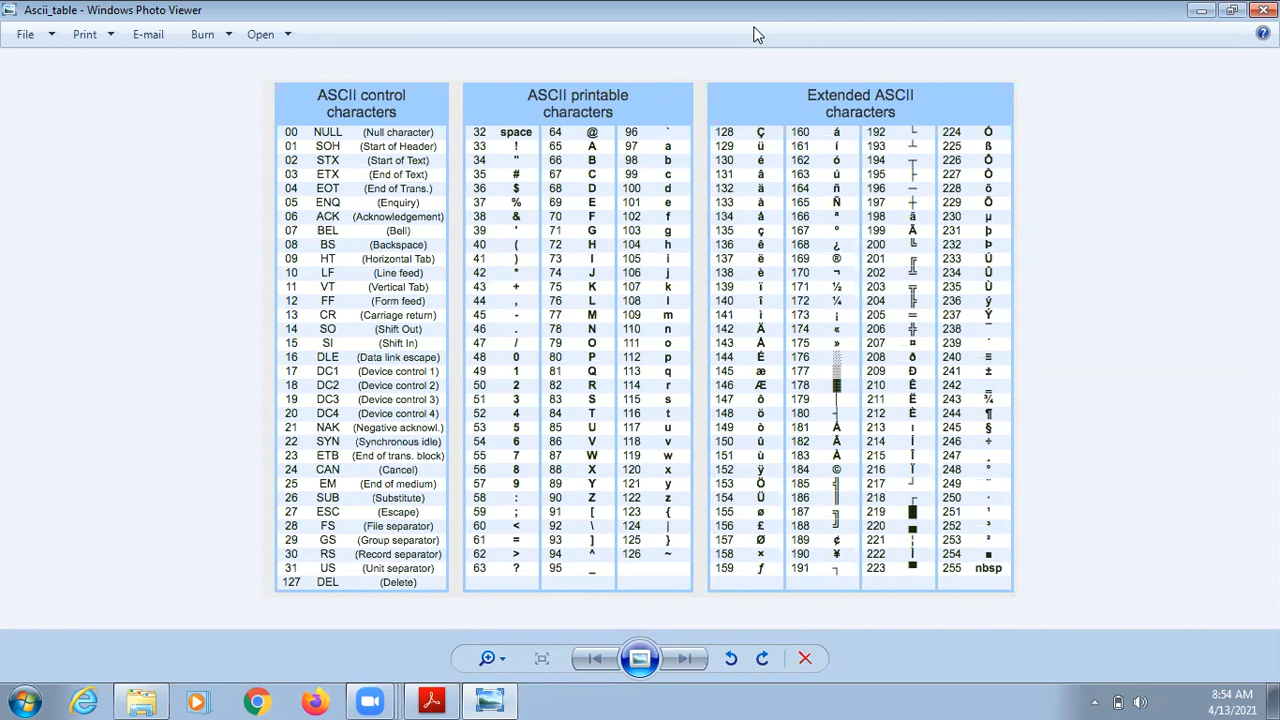 Ascii_table - Windows Photo Viewer
File Print E-mail Burn Open
ASCII control characters
00 NULL (Null character)
01 SOH (Start of Header)
02 STX (Start of Text)
03 ETX (End of Text)
04 EOT (End of Trans.)
05 ENQ (Enquiry)
06 ACK (Acknowledgement)
07 BEL (Bell)
08 BS (Backspace)
09 HT (Horizontal Tab)
10 LF (Line feed)
11 VT (Vertical Tab)
12 FF (Form feed)
13 CR (Carriage return)
14 SO (Shift Out)
15 SI (Shift In)
16 DLE (Data link escape)
17 DC1 (Device control 1)
18 DC2 (Device control 2)
19 DC3 (Device control 3)
20 DC4 (Device control 4)
21 NAK (Negative acknowl.)
22 SYN (Synchronous idle)
23 ETB (End of trans. block)
24 CAN (Cancel)
25 EM (End of medium)
26 SUB (Substitute)
27 ESC (Escape)
28 FS (File separator)
29 GS (Group separator)
30 RS (Record separator)
31 US (Unit separator)
127 DEL (Delete)
ASCII printable characters
32 space 64 @ 96 `
33 ! 65 A 97 a
34 " 66 B 98 b
35 # 67 C 99 c
36 $ 68 D 100 d
37 % 69 E 101 e
38 & 70 F 102 f
39 ' 71 G 103 g
40 ( 72 H 104 h
41 ) 73 I 105 i
42 * 74 J 106 j
43 + 75 K 107 k
44 , 76 L 108 l
45 - 77 M 109 m
46 . 78 N 110 n
47 / 79 O 111 o
48 0 80 P 112 p
49 1 81 Q 113 q
50 2 82 R 114 r
51 3 83 S 115 s
52 4 84 T 116 t
53 5 85 U 117 u
54 6 86 V 118 v
55 7 87 W 119 w
56 8 88 X 120 x
57 9 89 Y 121 y
58 : 90 Z 122 z
59 ; 91 [ 123 {
60 < 92 \ 124 |
61 = 93 ] 125 }
62 > 94 ^ 126 ~
63 ? 95 _
Extended ASCII characters
128 Ç 160 á 192 └ 224 Ó
129 ü 161 í 193 ┴ 225 ß
130 é 162 ó 194 ┬ 226 Ô
131 â 163 ú 195 ├ 227 Ò
132 ä 164 ñ 196 ─ 228 õ
133 à 165 Ñ 197 ┼ 229 Õ
134 å 166 ª 198 ã 230 µ
135 ç 167 º 199 Ã 231 þ
136 ê 168 ¿ 200 ╚ 232 Þ
137 ë 169 ® 201 ╔ 233 Ú
138 è 170 ¬ 202 ╩ 234 Û
139 ï 171 ½ 203 ╦ 235 Ù
140 î 172 ¼ 204 ╠ 236 ý
141 ì 173 ¡ 205 ═ 237 Ý
142 Ä 174 « 206 ╬ 238 ¯
143 Å 175 » 207 ¤ 239 ´
144 É 176 ░ 208 ð 240 ≡
145 æ 177 ▒ 209 Ð 241 ±
146 Æ 178 ▓ 210 Ê 242 ‗
147 ô 179 │ 211 Ë 243 ¾
148 ö 180 ┤ 212 È 244 ¶
149 ò 181 Á 213 ı 245 §
150 û 182 Â 214 Í 246 ÷
151 ù 183 À 215 Î 247 ¸
152 ÿ 184 © 216 Ï 248 °
153 Ö 185 ╣ 217 ┘ 249 ¨
154 Ü 186 ║ 218 ┌ 250 ·
155 ø 187 ╗ 219 █ 251 ¹
156 £ 188 ╝ 220 ▄ 252 ³
157 Ø 189 ¢ 221 ¦ 253 ²
158 × 190 ¥ 222 Ì 254 ■
159 ƒ 191 ┐ 223 ▀ 255 nbsp
8:54 AM
4/13/2021